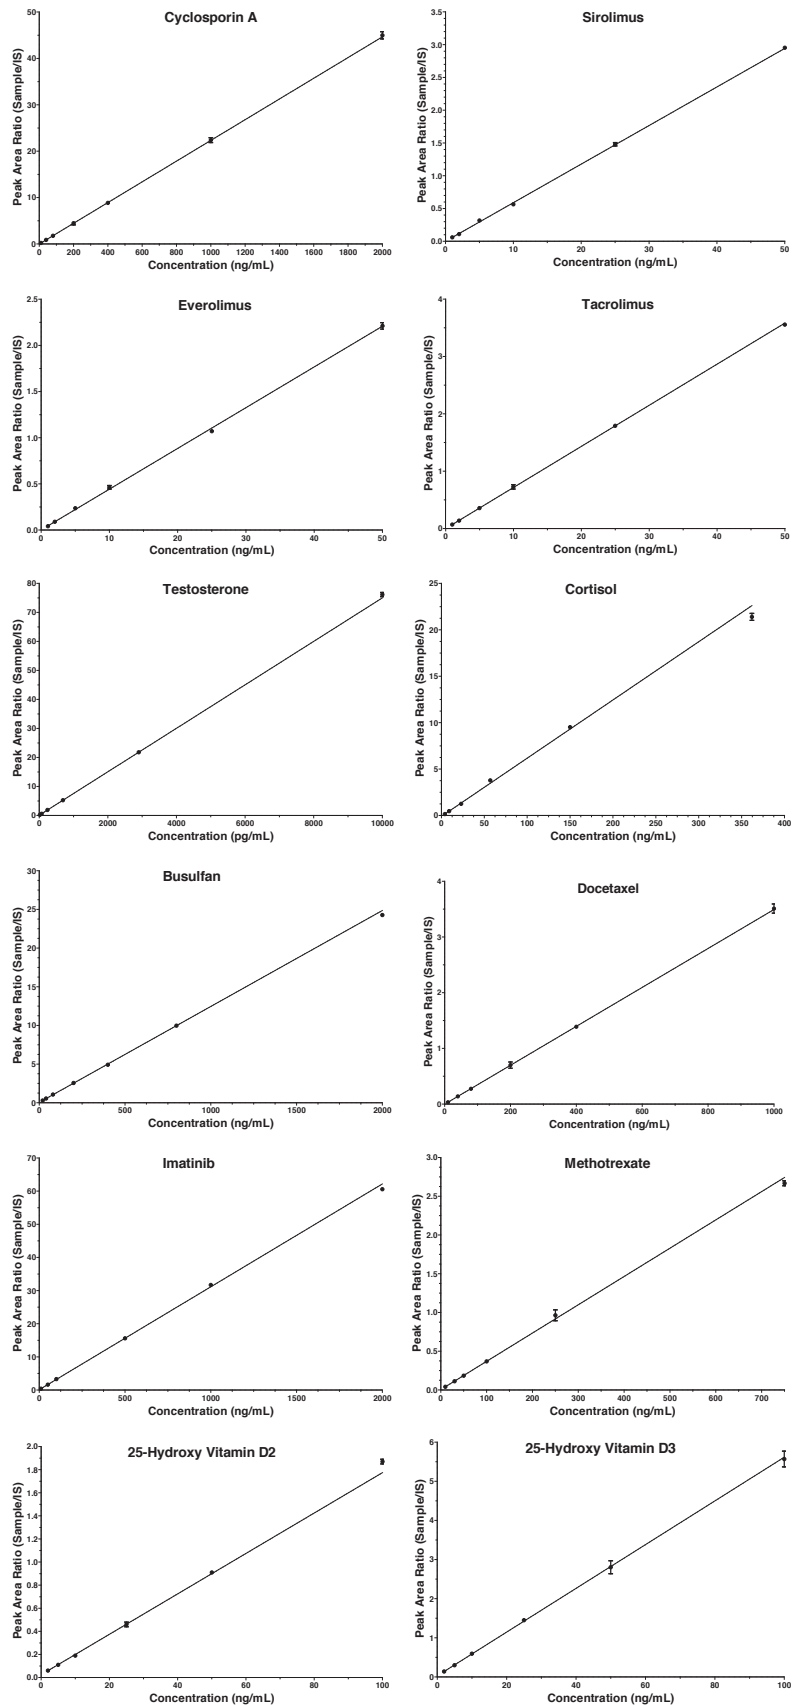 Cyclosporin A
Peak Area Ratio (Sample/IS)
50
40
30
20
10
0
0 200 400 600 800 1000 1200 1400 1600 1800 2000
Concentration (ng/mL)
Sirolimus
Peak Area Ratio (Sample/IS)
3.5
3.0
2.5
2.0
1.5
1.0
0.5
0.0
0 10 20 30 40 50
Concentration (ng/mL)
Everolimus
Peak Area Ratio (Sample/IS)
2.5
2.0
1.5
1.0
0.5
0.0
0 10 20 30 40 50
Concentration (ng/mL)
Tacrolimus
Peak Area Ratio (Sample/IS)
4
3
2
1
0
0 10 20 30 40 50
Concentration (ng/mL)
Testosterone
Peak Area Ratio (Sample/IS)
80
70
60
50
40
30
20
10
0
0 2000 4000 6000 8000 10000
Concentration (pg/mL)
Cortisol
Peak Area Ratio (Sample/IS)
25
20
15
10
5
0
0 50 100 150 200 250 300 350 400
Concentration (ng/mL)
Busulfan
Peak Area Ratio (Sample/IS)
30
25
20
15
10
5
0
0 500 1000 1500 2000
Concentration (ng/mL)
Docetaxel
Peak Area Ratio (Sample/IS)
4
3
2
1
0
0 200 400 600 800 1000
Concentration (ng/mL)
Imatinib
Peak Area Ratio (Sample/IS)
70
60
50
40
30
20
10
0
0 500 1000 1500 2000
Concentration (ng/mL)
Methotrexate
Peak Area Ratio (Sample/IS)
3.0
2.5
2.0
1.5
1.0
0.5
0.0
0 100 200 300 400 500 600 700
Concentration (ng/mL)
25-Hydroxy Vitamin D2
Peak Area Ratio (Sample/IS)
2.0
1.8
1.6
1.4
1.2
1.0
0.8
0.6
0.4
0.2
0.0
0 20 40 60 80 100
Concentration (ng/mL)
25-Hydroxy Vitamin D3
Peak Area Ratio (Sample/IS)
6
5
4
3
2
1
0
0 20 40 60 80 100
Concentration (ng/mL)